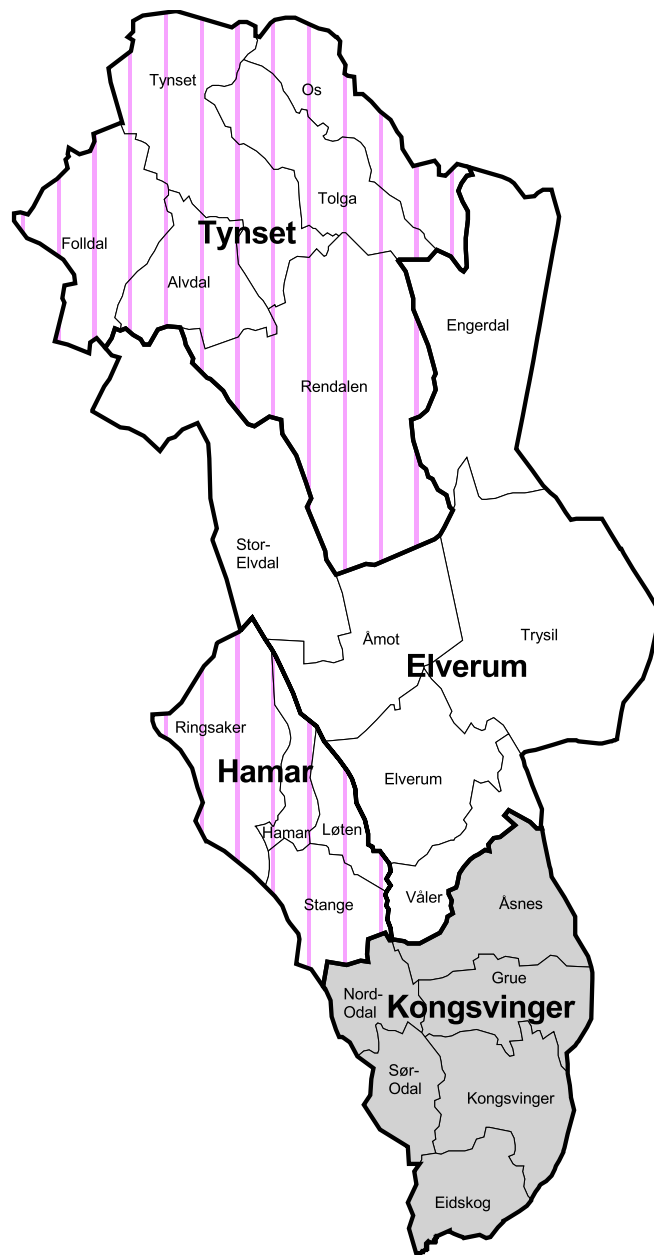 Tynset
Os
Tolga
Tynset
Folldal
Alvdal
Engerdal
Rendalen
Stor-
Elvdal
Åmot
Trysil
Elverum
Ringsaker
Hamar
Elverum
Hamar
Løten
Våler
Stange
Åsnes
Grue
Nord-
Odal
Kongsvinger
Sør-
Odal
Kongsvinger
Eidskog